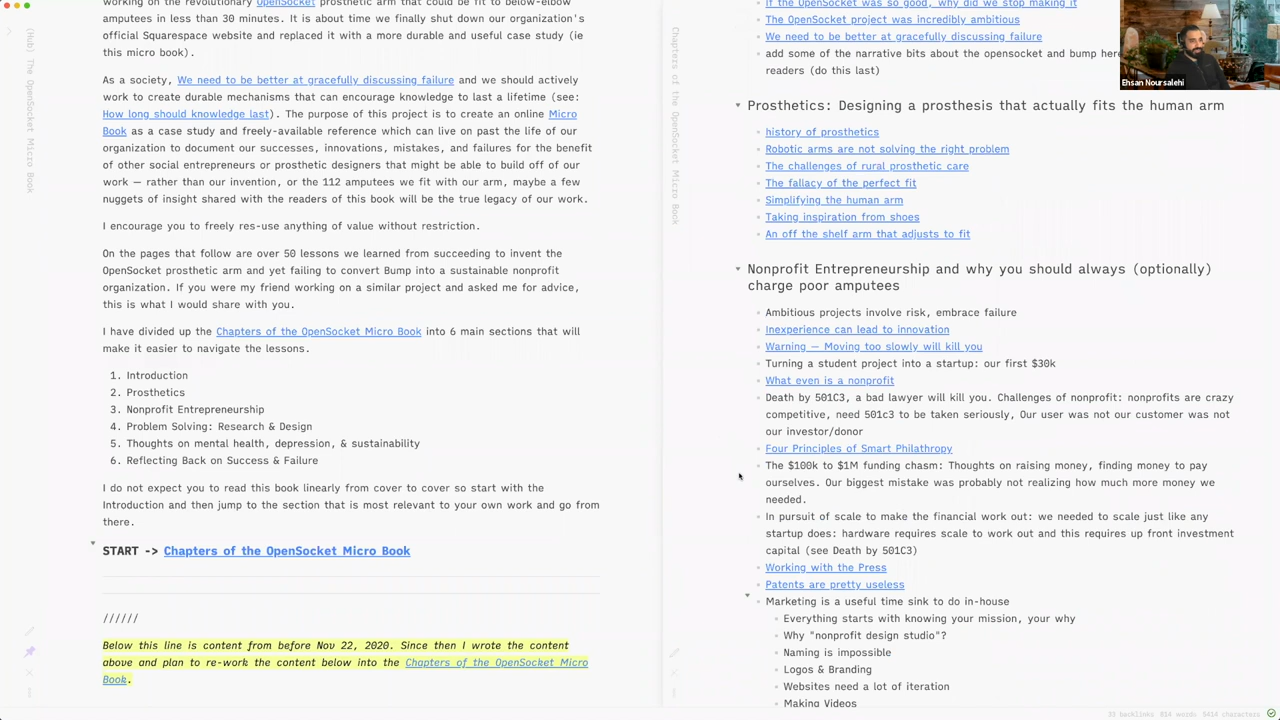 (Hub) The OpenSocket Micro Book
working on the revolutionary OpenSocket prosthetic arm that could be fit to below-elbow
amputees in less than 30 minutes. It is about time we finally shut down our organization's
official Squarespace website and replaced it with a more durable and useful case study (ie
this micro book).
As a society, We need to be better at gracefully discussing failure and we should actively
work to create durable mechanisms that can encourage knowledge to last a lifetime (see:
How long should knowledge last). The purpose of this project is to create an online Micro
Book as a case study and freely-available reference which can live on past the life of our
organization to document our successes, innovations, mistakes, and failures for the benefit
of other social innovators or prosthetic designers that might be able to build off of our
work — rather than our invention, or the 112 amputees we fit with our arm, maybe a few
nuggets of insight shared with the readers of this book will be the true legacy of our work.
I encourage you to freely res-use anything of value without restriction.
On the pages that follow are over 50 lessons we learned from succeeding to invent the
OpenSocket prosthetic arm and yet failing to convert Bump into a sustainable nonprofit
organization. If you were my friend working on a similar project and asked me for advice,
this is what I would share with you.
I have divided up the Chapters of the OpenSocket Micro Book into 6 main sections that will
make it easier to navigate the lessons.
1. Introduction
2. Prosthetics
3. Nonprofit Entrepreneurship
4. Problem Solving: Research & Design
5. Thoughts on mental health, depression, & sustainability
6. Reflecting Back on Success & Failure
I do not expect you to read this book linearly from cover to cover so start with the
Introduction and then jump to the section that is most relevant to your own work and go from
there.
START -> Chapters of the OpenSocket Micro Book
//////
Below this line is content from before Nov 22, 2020. Since then I wrote the content
above and plan to re-work the content below into the Chapters of the OpenSocket Micro
Book.
Chapters of the OpenSocket Micro Book
If the OpenSocket was so good, why did we stop making it
The OpenSocket project was incredibly ambitious
We need to be better at gracefully discussing failure
add some of the narrative bits about the opensocket and bump here
readers (do this last)
Prosthetics: Designing a prosthesis that actually fits the human arm
history of prosthetics
Robotic arms are not solving the right problem
The challenges of rural prosthetic care
The fallacy of the perfect fit
Simplifying the human arm
Taking inspiration from shoes
An off the shelf arm that adjusts to fit
Nonprofit Entrepreneurship and why you should always (optionally)
charge poor amputees
Ambitious projects involve risk, embrace failure
Inexperience can lead to innovation
Warning — Moving too slowly will kill you
Turning a student project into a startup: our first $30k
What even is a nonprofit
Death by 501C3, a bad lawyer will kill you. Challenges of nonprofit: nonprofits are crazy
competitive, need 501c3 to be taken seriously, Our user was not our customer was not
our investor/donor
Four Principles of Smart Philathropy
The $100k to $1M funding chasm: Thoughts on raising money, finding money to pay
ourselves. Our biggest mistake was probably not realizing how much more money we
needed.
In pursuit of scale to make the financial work out: we needed to scale just like any
startup does: hardware requires scale to work out and this requires up front investment
capital (see Death by 501C3)
Working with the Press
Patents are pretty useless
Marketing is a useful time sink to do in-house
Everything starts with knowing your mission, your why
Why "nonprofit design studio"?
Naming is impossible
Logos & Branding
Websites need a lot of iteration
Making Videos
Ehsan Noursalehi
33 backlinks 814 words 5414 characters